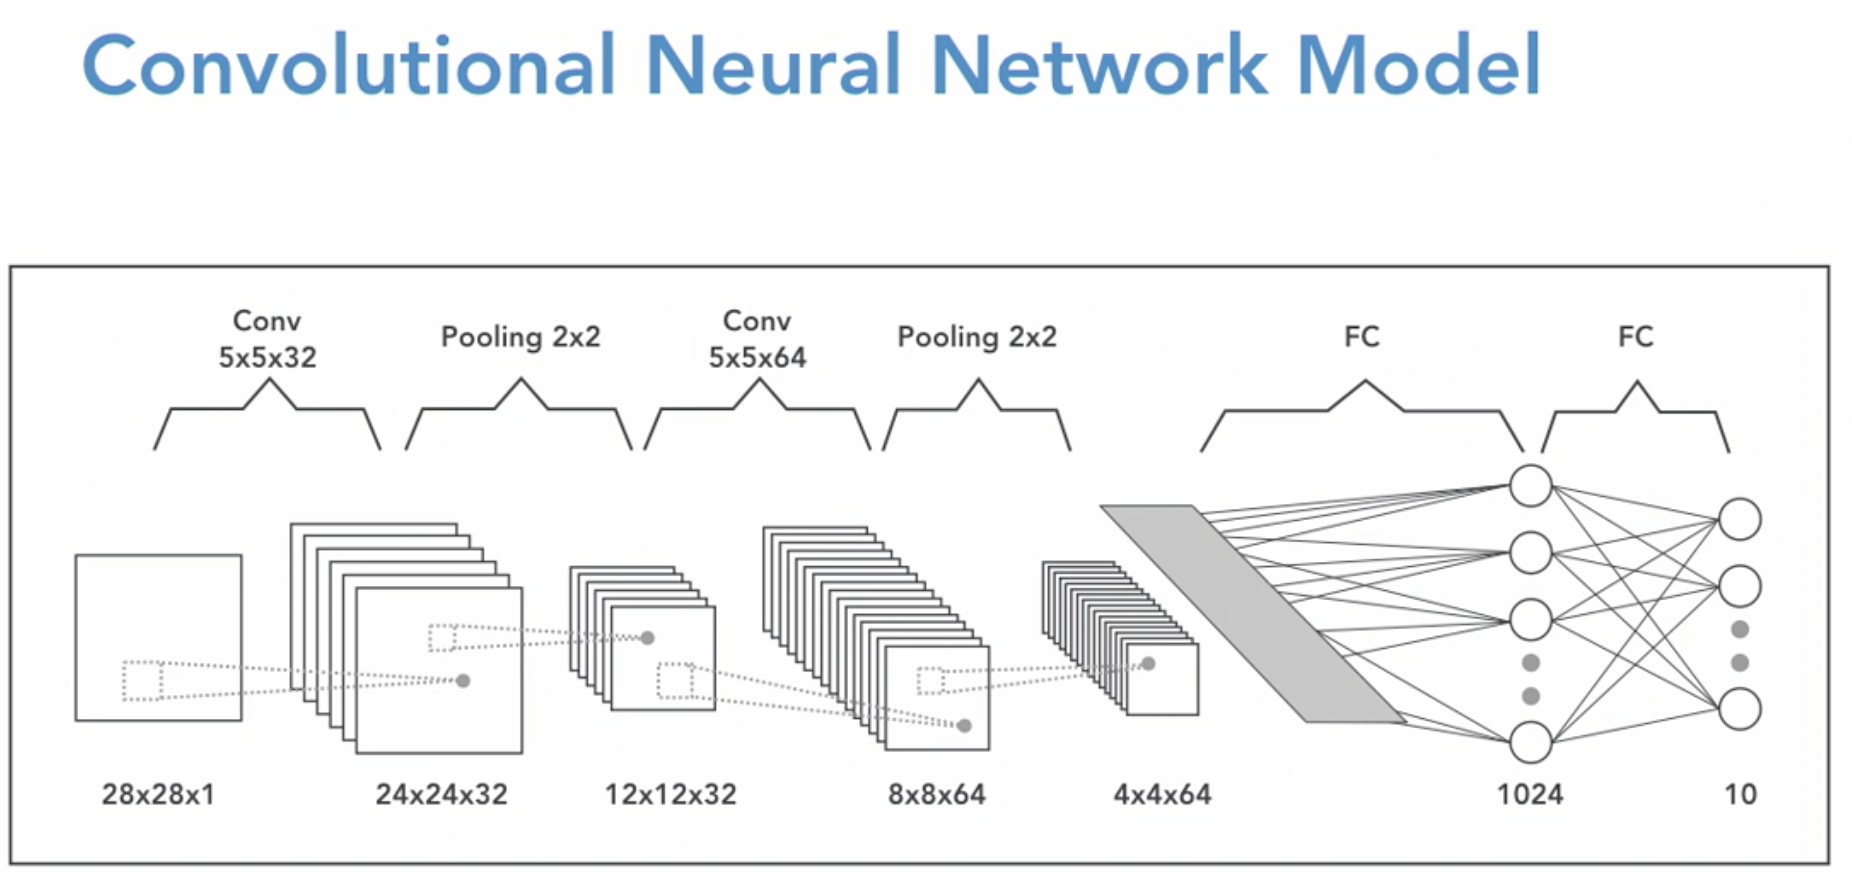 Convolutional Neural Network Model
Conv
5x5x32
Pooling 2x2
Conv
5x5x64
Pooling 2x2
FC
FC
28x28x1
24x24x32
12x12x32
8x8x64
4x4x64
1024
10